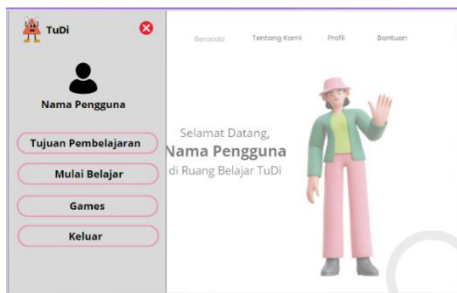 TuDi
Nama Pengguna
Tujuan Pembelajaran
Mulai Belajar
Games
Keluar
Beranda Tentang Kami Profil Bantuan
Selamat Datang,
Nama Pengguna
di Ruang Belajar TuDi